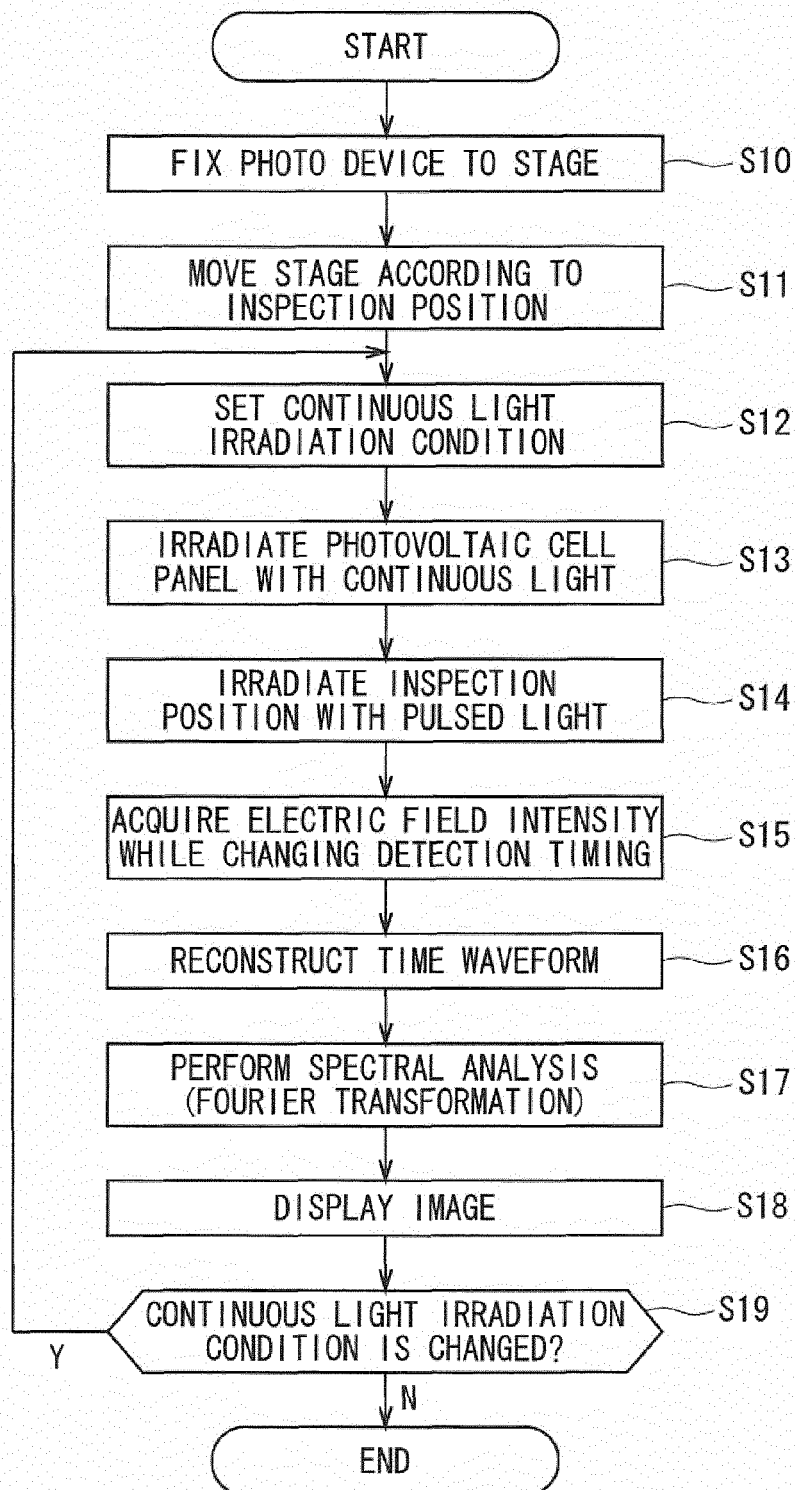 START
FIX PHOTO DEVICE TO STAGE
S10
MOVE STAGE ACCORDING TO
INSPECTION POSITION
S11
SET CONTINUOUS LIGHT
IRRADIATION CONDITION
S12
IRRADIATE PHOTOVOLTAIC CELL
PANEL WITH CONTINUOUS LIGHT
S13
IRRADIATE INSPECTION
POSITION WITH PULSED LIGHT
S14
ACQUIRE ELECTRIC FIELD INTENSITY
WHILE CHANGING DETECTION TIMING
S15
RECONSTRUCT TIME WAVEFORM
S16
PERFORM SPECTRAL ANALYSIS
(FOURIER TRANSFORMATION)
S17
DISPLAY IMAGE
S18
CONTINUOUS LIGHT IRRADIATION
CONDITION IS CHANGED?
S19
Y
N
END